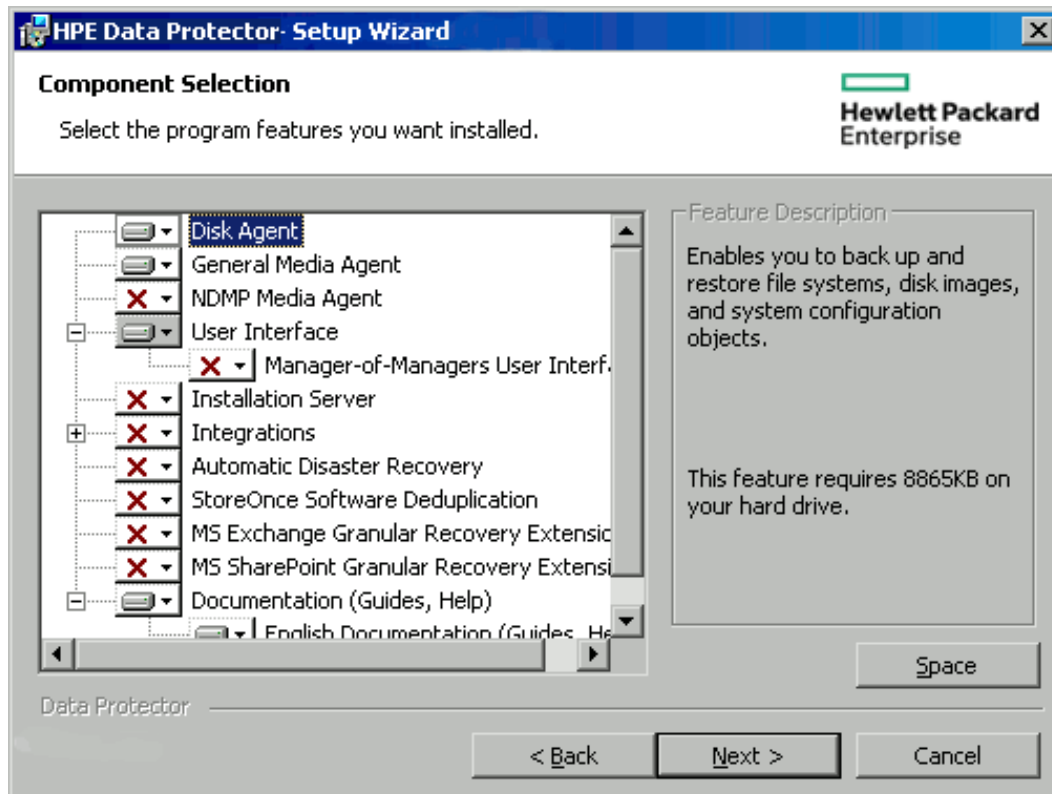 HPE Data Protector- Setup Wizard
Component Selection
Select the program features you want installed.
Hewlett Packard
Enterprise
Disk Agent
General Media Agent
NDMP Media Agent
User Interface
Manager-of-Managers User Interf
Installation Server
Integrations
Automatic Disaster Recovery
StoreOnce Software Deduplication
MS Exchange Granular Recovery Extensic
MS SharePoint Granular Recovery Extensi
Documentation (Guides, Help)
English Documentation (Guides, He
Feature Description
Enables you to back up and
restore file systems, disk images,
and system configuration
objects.
This feature requires 8865KB on
your hard drive.
Space
Data Protector
< Back
Next >
Cancel